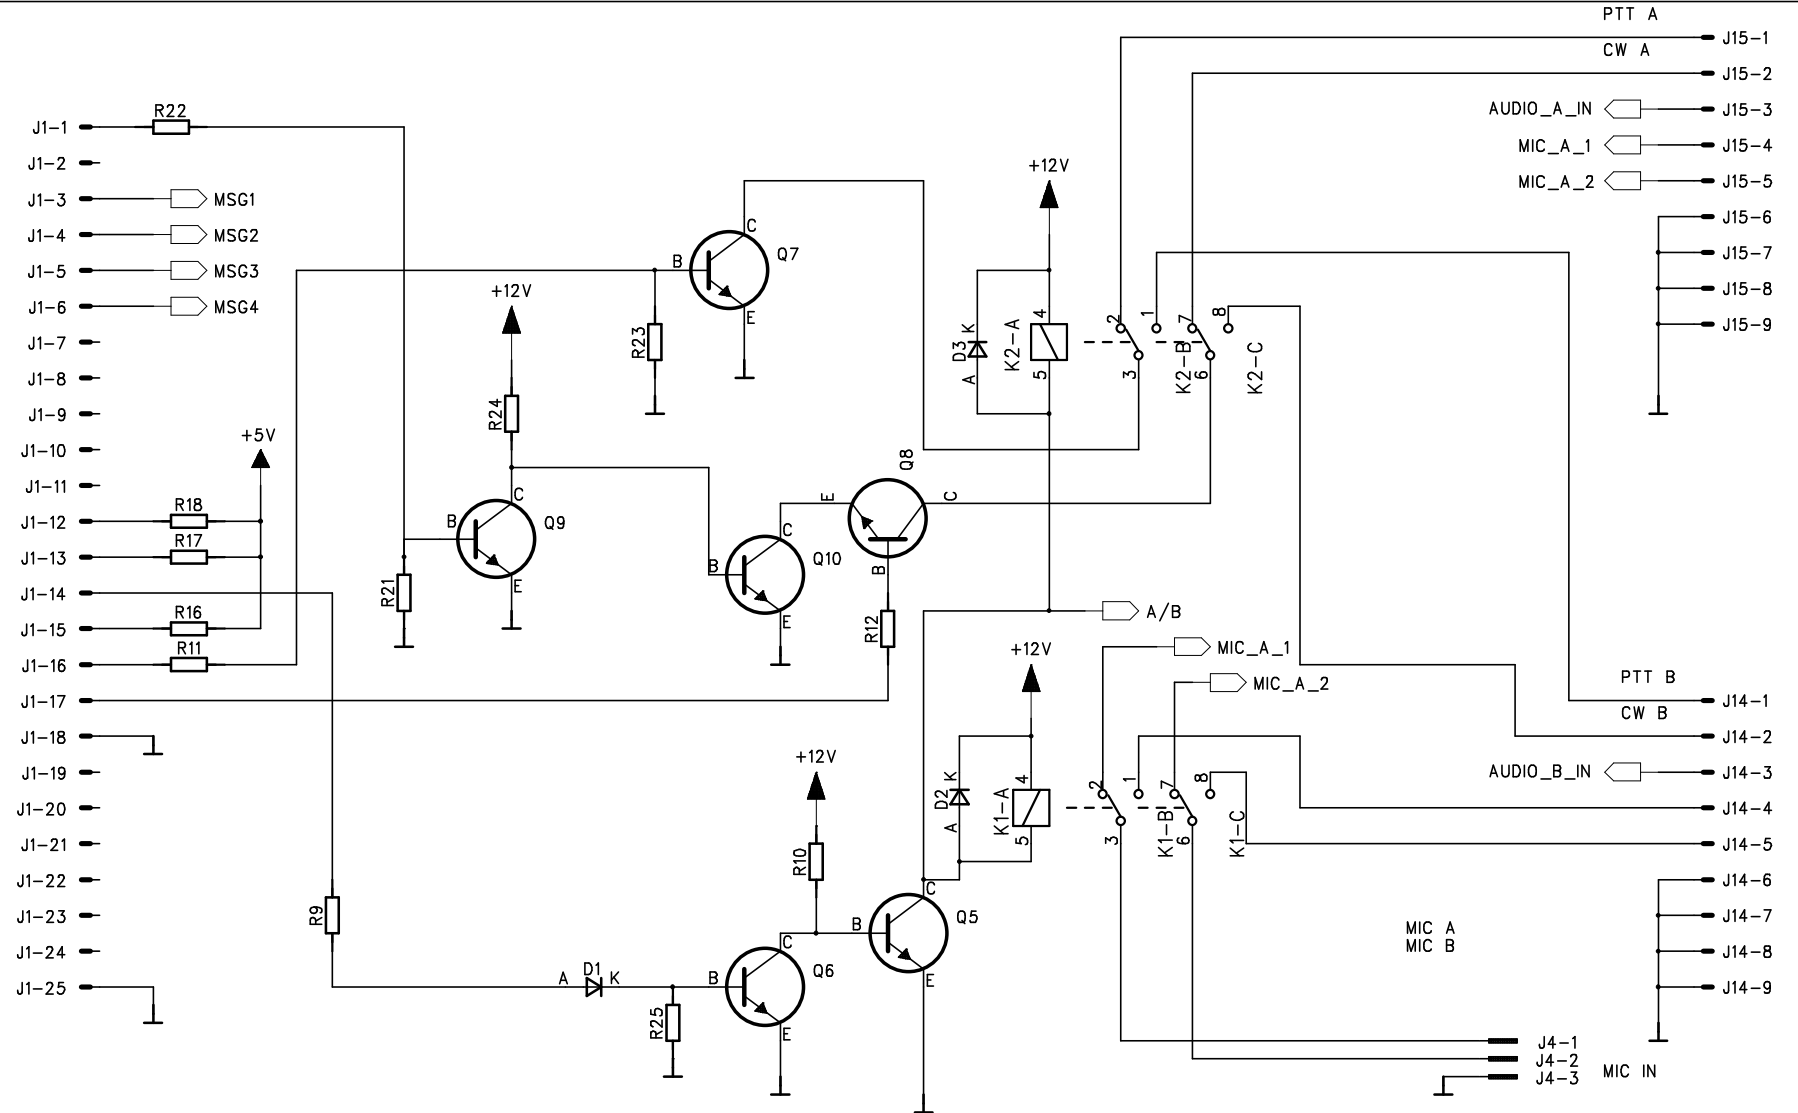 PTT A
J15-1
CW A
J15-2
AUDIO_A_IN
J15-3
MIC_A_1
J15-4
MIC_A_2
J15-5
J15-6
J15-7
J15-8
J15-9
R22
J1-1
J1-2
J1-3
MSG1
J1-4
MSG2
J1-5
MSG3
J1-6
MSG4
J1-7
J1-8
J1-9
J1-10
J1-11
J1-12
J1-13
J1-14
J1-15
J1-16
J1-17
J1-18
J1-19
J1-20
J1-21
J1-22
J1-23
J1-24
J1-25
+5V
R18
R17
R16
R11
R9
R21
+12V
R24
B
C
E
Q9
B
C
E
Q7
R23
B
C
E
Q10
E
Q8
C
B
R12
+12V
D3
K
A
K2-A
4
5
2
1
7
8
3
K2-B
6
K2-C
A/B
MIC_A_1
MIC_A_2
+12V
D2
K
A
K1-A
4
5
2
1
7
8
3
K1-B
6
K1-C
+12V
R10
B
C
E
Q5
A
D1
K
R25
B
C
E
Q6
PTT B
J14-1
CW B
J14-2
AUDIO_B_IN
J14-3
J14-4
J14-5
J14-6
J14-7
J14-8
J14-9
MIC A
MIC B
J4-1
J4-2
J4-3
MIC IN